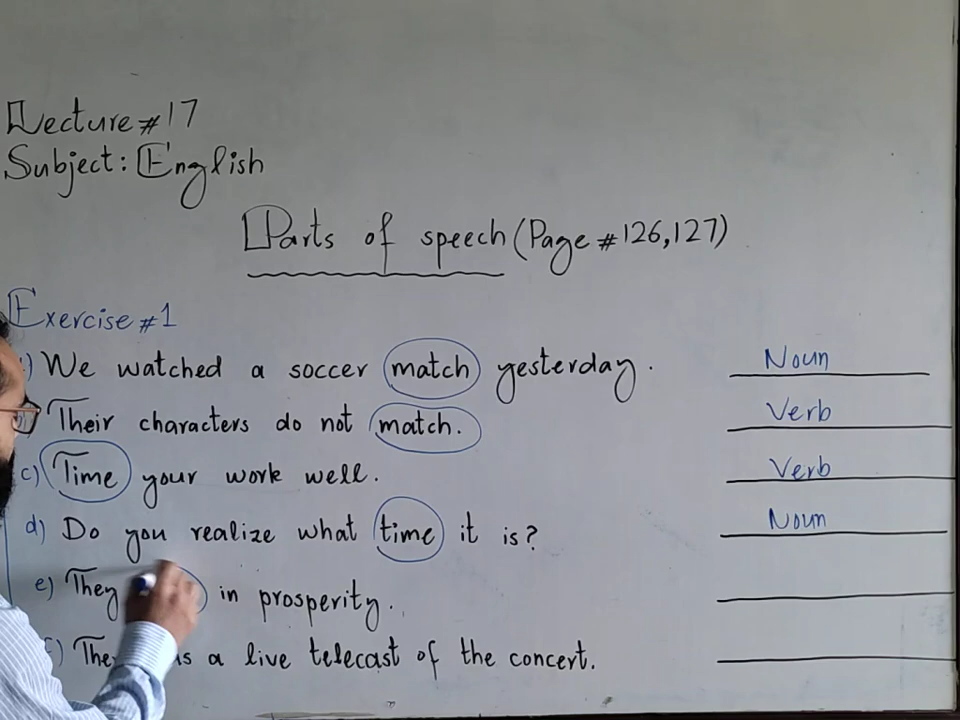 Lecture # 17
Subject: English
Parts of speech (Page # 126,127)
Exercise # 1
) We watched a soccer match yesterday. Noun
) Their characters do not match. Verb
c) Time your work well. Verb
d) Do you realize what time it is? Noun
e) They in prosperity.
) The is a live telecast of the concert.